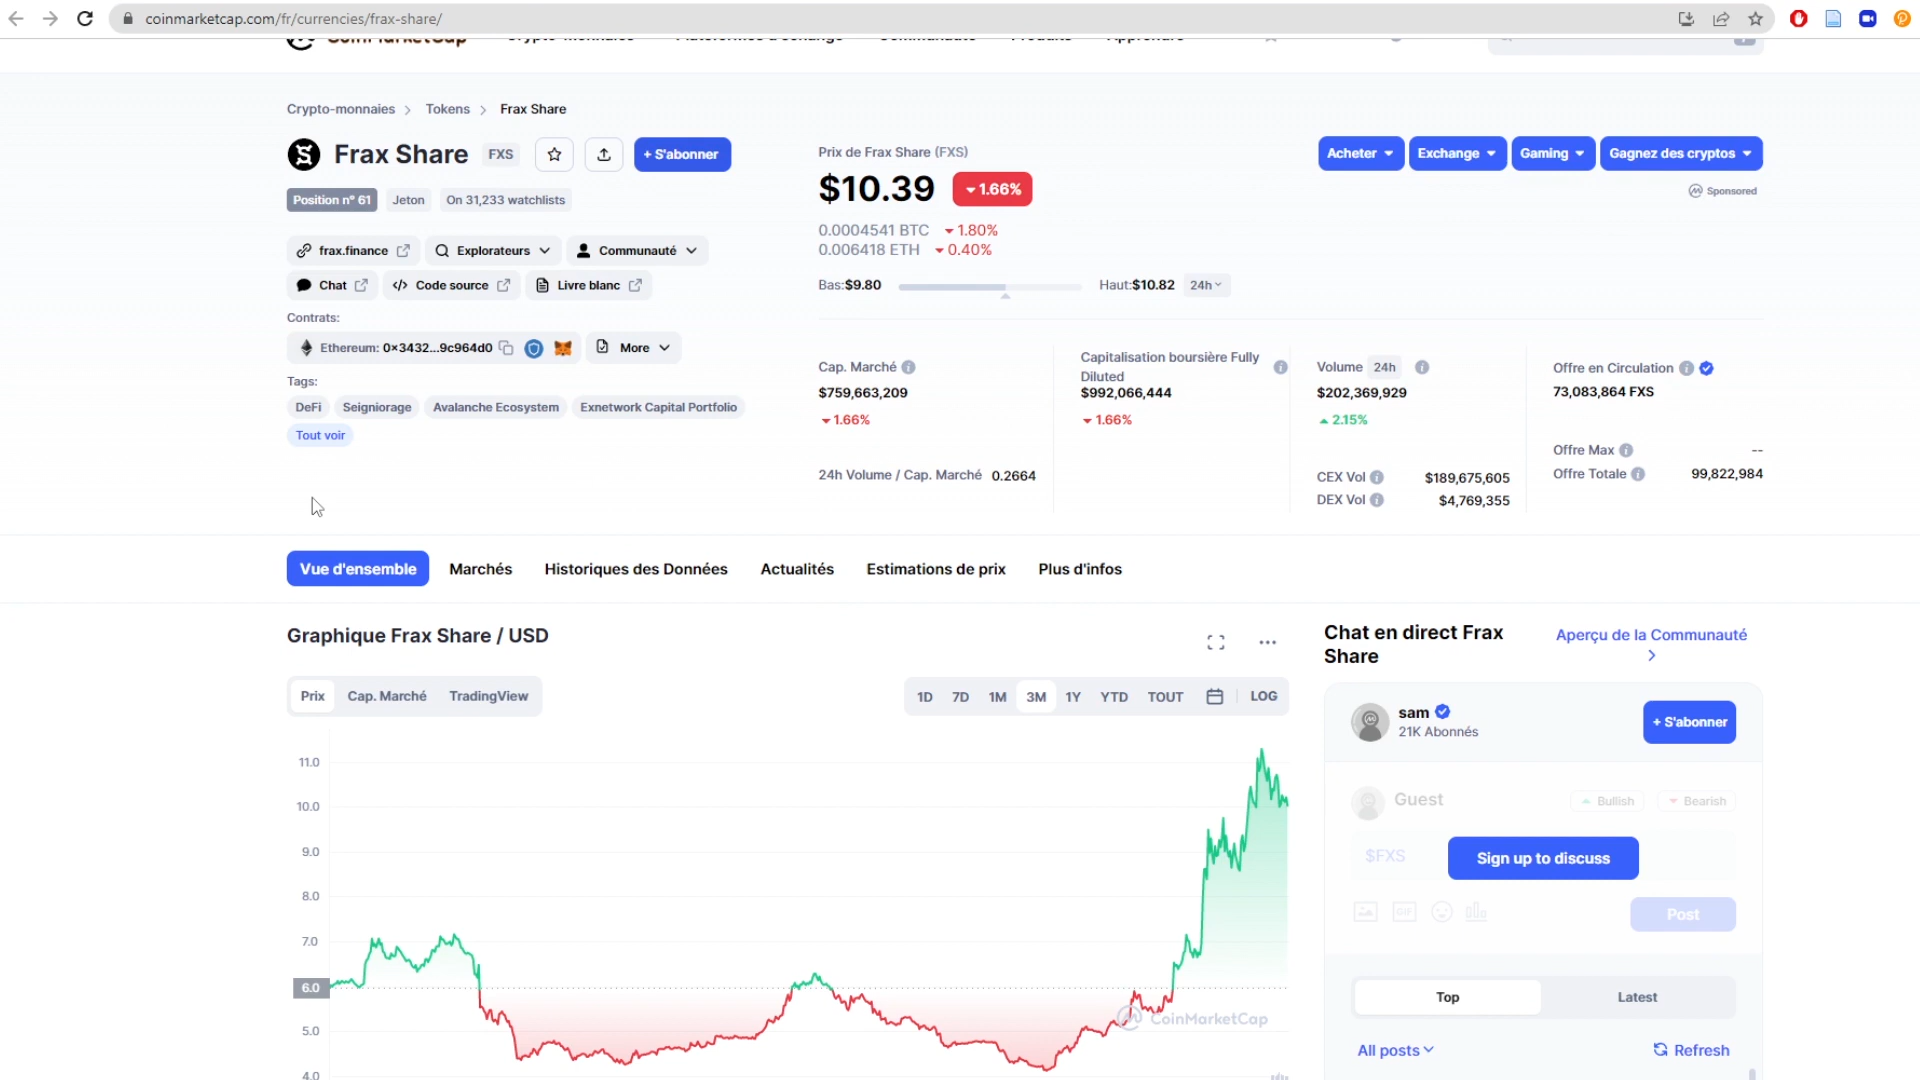 coinmarketcap.com/fr/currencies/frax-share/
CoinMarketCap Crypto-monnaies Plateformes d'échange Communauté Produits Apprendre
Crypto-monnaies > Tokens > Frax Share
Frax Share FXS + S'abonner
Position n° 61 Jeton On 31,233 watchlists
frax.finance Explorateurs Communauté
Chat Code source Livre blanc
Contrats:
Ethereum: 0x3432...9c964d0 More
Tags:
DeFi Seigniorage Avalanche Ecosystem Exnetwork Capital Portfolio
Tout voir
Prix de Frax Share (FXS)
$10.39 1.66%
0.0004541 BTC 1.80%
0.006418 ETH 0.40%
Bas:$9.80 Haut:$10.82 24h
Acheter Exchange Gaming Gagnez des cryptos
Sponsored
Cap. Marché
$759,663,209
1.66%
24h Volume / Cap. Marché 0.2664
Capitalisation boursière Fully
Diluted
$992,066,444
1.66%
Volume 24h
$202,369,929
2.15%
CEX Vol $189,675,605
DEX Vol $4,769,355
Offre en Circulation
73,083,864 FXS
Offre Max --
Offre Totale 99,822,984
Vue d'ensemble Marchés Historiques des Données Actualités Estimations de prix Plus d'infos
Graphique Frax Share / USD
Prix Cap. Marché TradingView
1D 7D 1M 3M 1Y YTD TOUT LOG
11.0
10.0
9.0
8.0
7.0
6.0
5.0
4.0
CoinMarketCap
Chat en direct Frax
Share
Aperçu de la Communauté
>
sam
21K Abonnés
+ S'abonner
Guest Bullish Bearish
$FXS
Sign up to discuss
GIF
Post
Top Latest
All posts Refresh